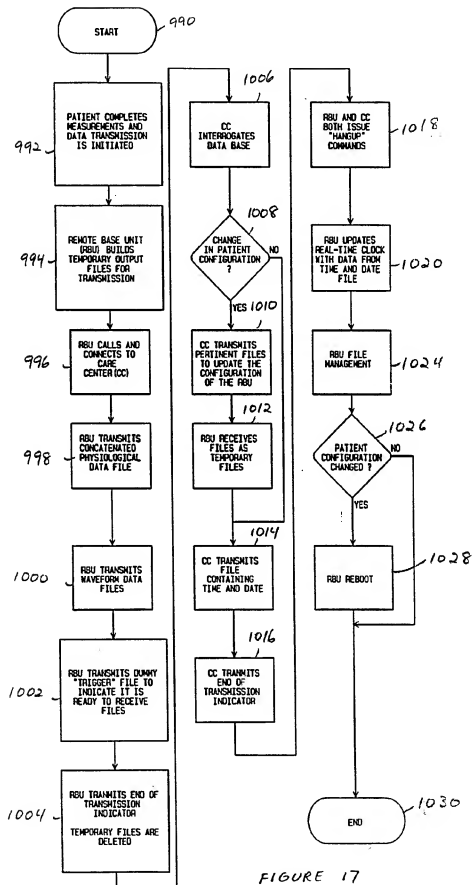 START
990
992
PATIENT COMPLETES
MEASUREMENTS AND
DATA TRANSMISSION
IS INITIATED
994
REMOTE BASE
UNIT (RBU) BUILDS
TEMPORARY OUTPUT
FILES FOR
TRANSMISSION
996
RBU CALLS AND
CONNECTS TO
CARE
CENTER(CC)
998
RBU TRANSMITS
CONCATENATED
PHYSIOLOGICAL
DATA FILE
1000
RBU TRANSMITS
WAVEFORM DATA
FILES
1002
RBU TRANSMITS DUMMY
"TRIGGER" FILE TO
INDICATE IT IS
READY TO RECEIVE
FILES
1004
RBU TRANMITS END OF
TRANSMISSION
INDICATOR
TEMPORARY FILES ARE
DELETED
1006
CC
INTERROGATES
DATA BASE
1008
CHANGE
IN PATIENT
CONFIGURATION
?
NO
YES
1010
CC TRANSMITS
PERTINENT FILES
TO UPDATE THE
CONFIGURATION
OF THE RBU
1012
RBU RECEIVES
FILES AS
TEMPORARY
FILES
1014
CC TRANSMITS
FILE
CONTAINING
TIME AND DATE
1016
CC TRANMITS
END OF
TRANSMISSION
INDICATOR
RBU AND CC
BOTH ISSUE
"HANGUP"
COMMANDS
1018
RBU UPDATES
REAL-TIME CLOCK
WITH DATA FROM
TIME AND DATE
FILE
1020
RBU FILE
MANAGEMENT
1024
1026
PATIENT
CONFIGURATION
CHANGED ?
NO
YES
RBU REBOOT
1028
END
1030
FIGURE 17